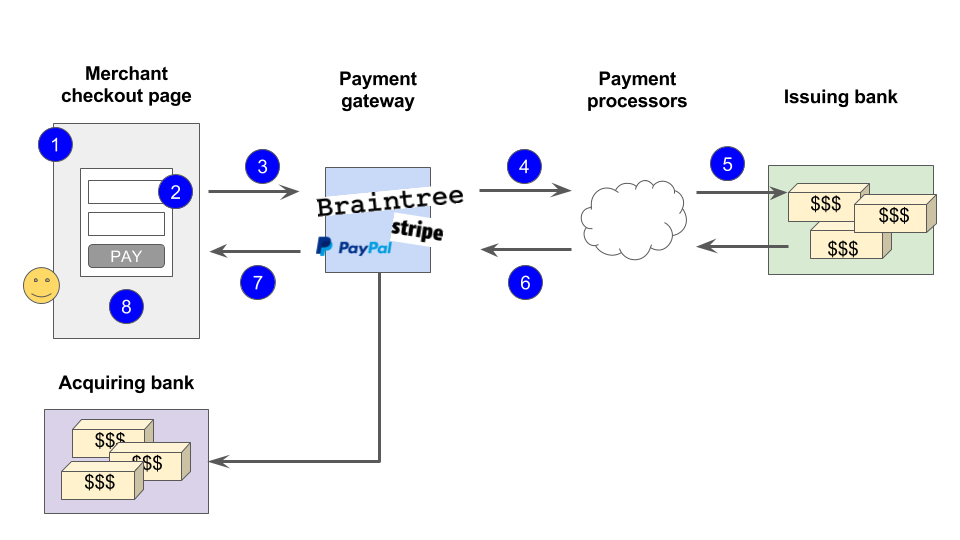 Merchant
checkout page
Payment
gateway
Payment
processors
Issuing bank
1
2
3
4
5
Braintree
stripe
PayPal
$$$
$$$
$$$
PAY
6
7
8
Acquiring bank
$$$
$$$
$$$